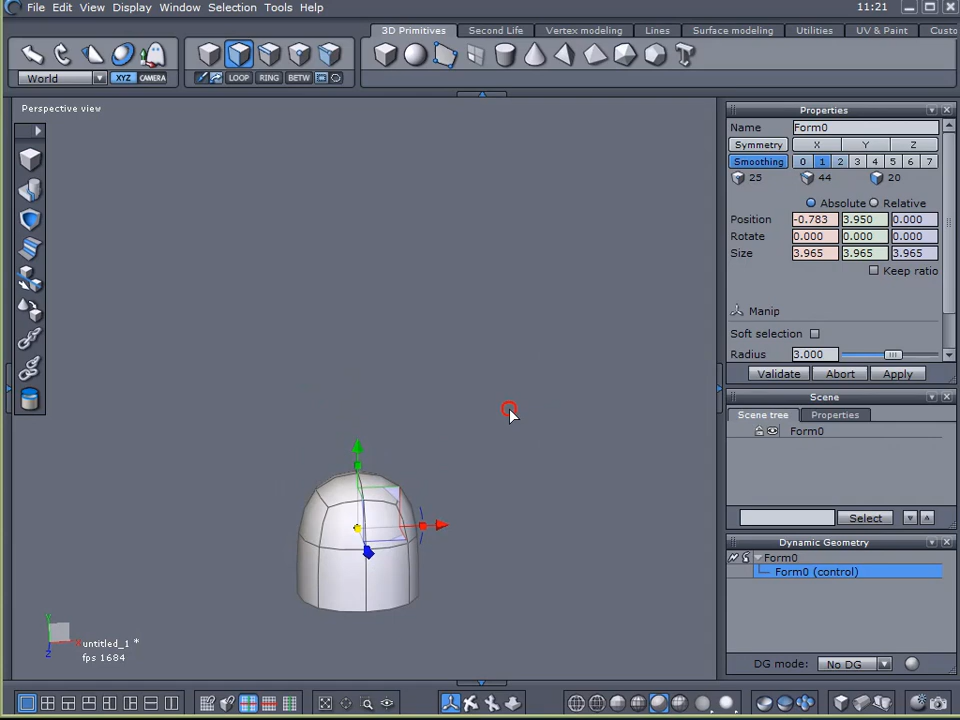 File Edit View Display Window Selection Tools Help 11:21
3D Primitives Second Life Vertex modeling Lines Surface modeling Utilities UV & Paint Custo
World XYZ CAMERA LOOP RING BETW
Perspective view
Properties
Name Form0
Symmetry X Y Z
Smoothing 0 1 2 3 4 5 6 7
25 44 20
Absolute Relative
Position -0.783 3.950 0.000
Rotate 0.000 0.000 0.000
Size 3.965 3.965 3.965
Keep ratio
Manip
Soft selection
Radius 3.000
Validate Abort Apply
Scene
Scene tree Properties
Form0
Select
Dynamic Geometry
Form0
Form0 (control)
DG mode: No DG
Y
X
Z
untitled_1 *
fps 1684